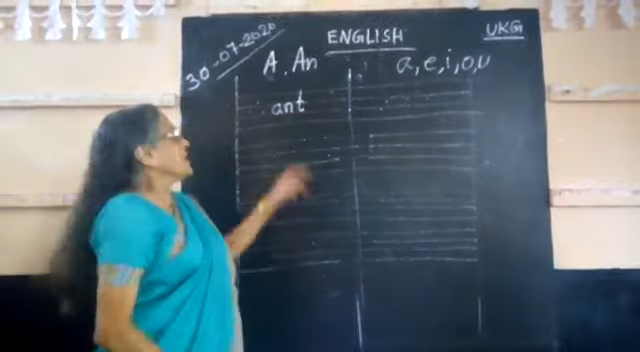 30-07-2020
ENGLISH
UKG
A, An
a, e, i, o, u
ant